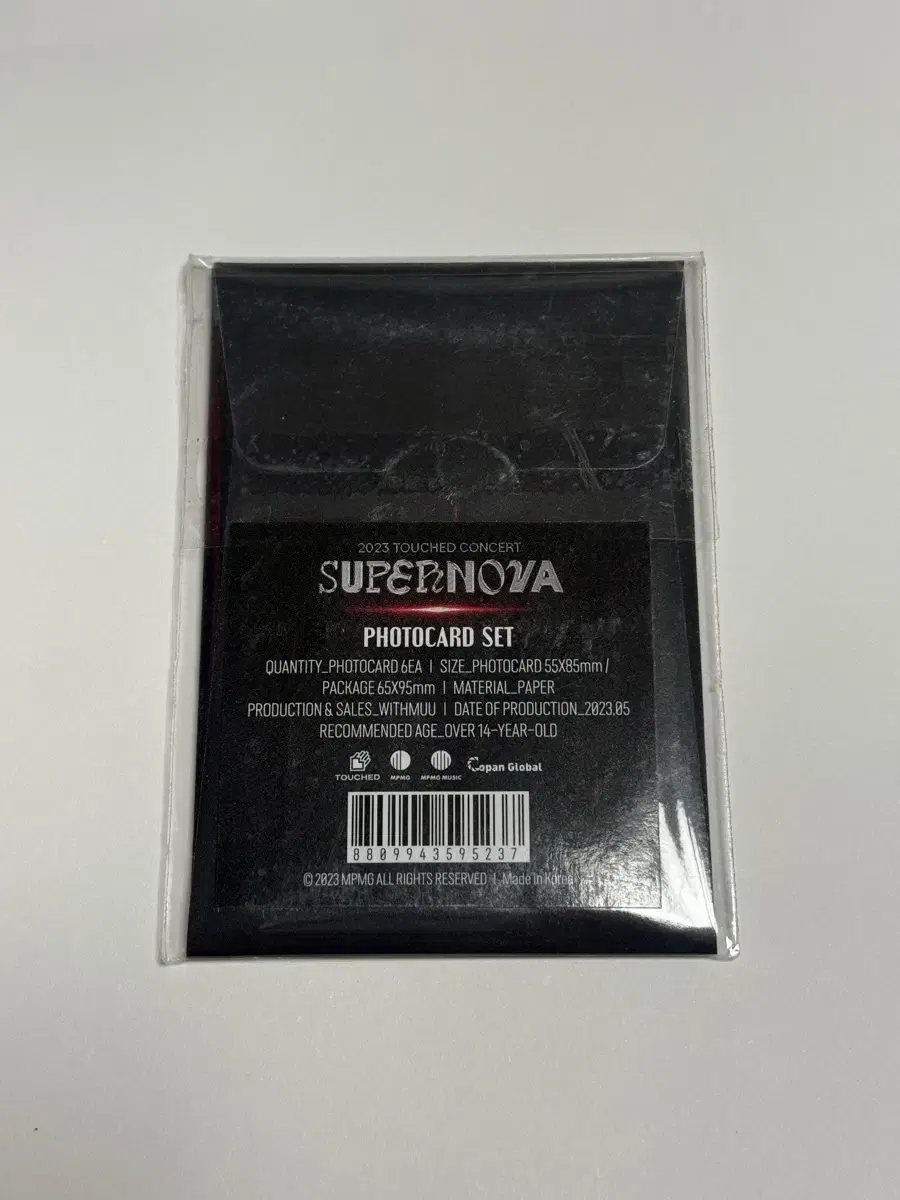 2023 TOUCHED CONCERT
SUPERNOVA
PHOTOCARD SET
QUANTITY_PHOTOCARD 6EA | SIZE_PHOTOCARD 55X85mm /
PACKAGE 65X95mm | MATERIAL_PAPER
PRODUCTION & SALES_WITHMUU | DATE OF PRODUCTION_2023.05
RECOMMENDED AGE_OVER 14-YEAR-OLD
TOUCHED MPMG MPMG MUSIC Copan Global
8809943595237
© 2023 MPMG ALL RIGHTS RESERVED | Made in Korea